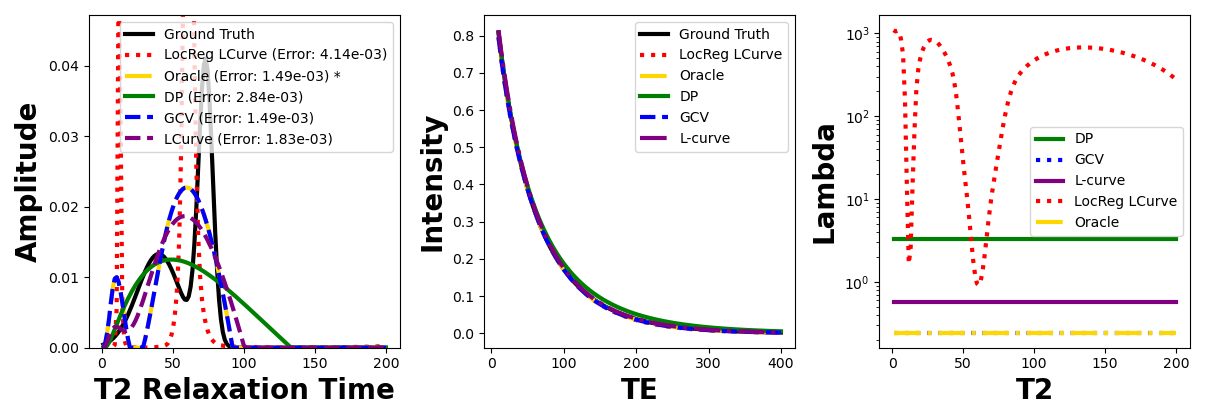 Amplitude
0.04
0.03
0.02
0.01
0.00
0
50
100
150
200
T2 Relaxation Time
Ground Truth
LocReg LCurve (Error: 4.14e-03)
Oracle (Error: 1.49e-03) *
DP (Error: 2.84e-03)
GCV (Error: 1.49e-03)
LCurve (Error: 1.83e-03)
Intensity
0.8
0.7
0.6
0.5
0.4
0.3
0.2
0.1
0.0
0
100
200
300
400
TE
Ground Truth
LocReg LCurve
Oracle
DP
GCV
L-curve
Lambda
10³
10²
10¹
10⁰
0
50
100
150
200
T2
DP
GCV
L-curve
LocReg LCurve
Oracle